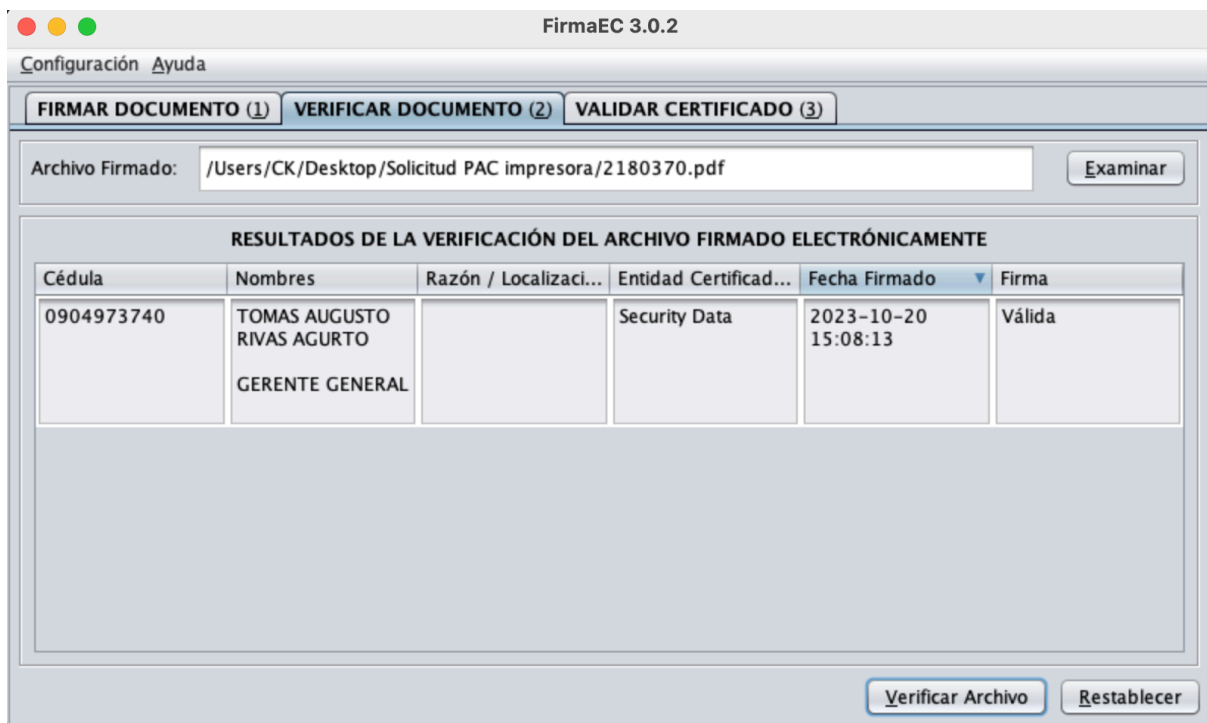 FirmaEC 3.0.2
Configuración Ayuda
FIRMAR DOCUMENTO (1) VERIFICAR DOCUMENTO (2) VALIDAR CERTIFICADO (3)
Archivo Firmado: /Users/CK/Desktop/Solicitud PAC impresora/2180370.pdf Examinar
RESULTADOS DE LA VERIFICACIÓN DEL ARCHIVO FIRMADO ELECTRÓNICAMENTE
Cédula Nombres Razón / Localizaci... Entidad Certificad... Fecha Firmado Firma
0904973740 TOMAS AUGUSTO Security Data 2023-10-20 Válida
RIVAS AGURTO 15:08:13
GERENTE GENERAL
Verificar Archivo Restablecer